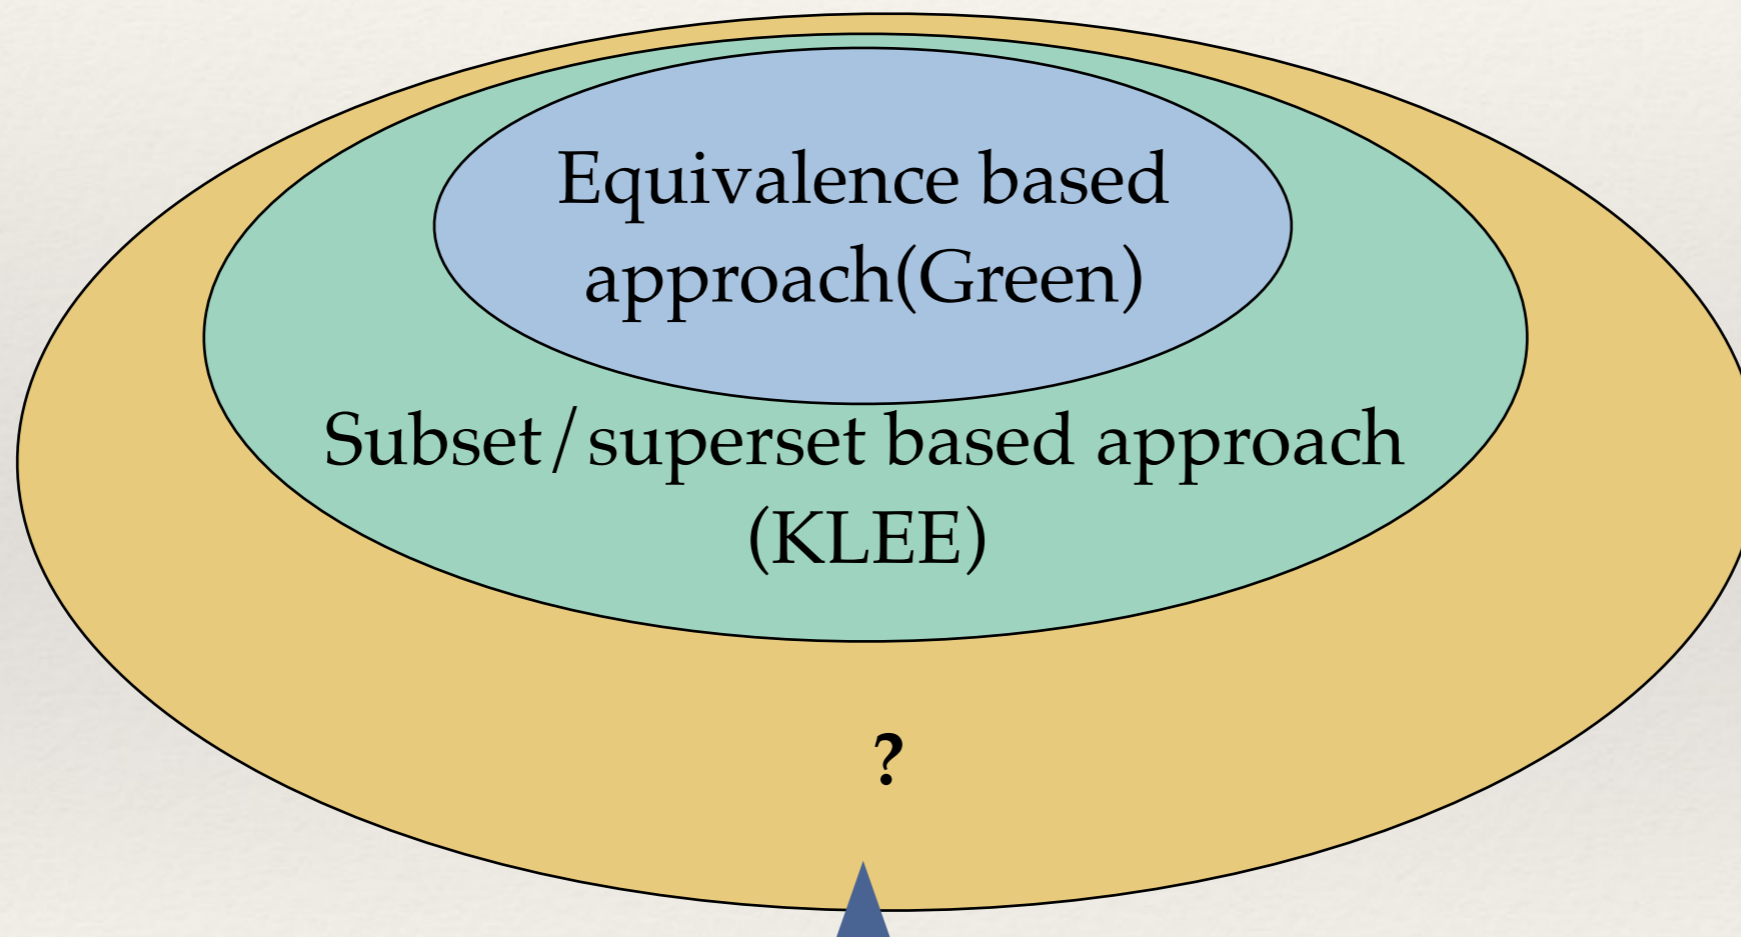 Equivalence based
approach(Green)
Subset/superset based approach
(KLEE)
?